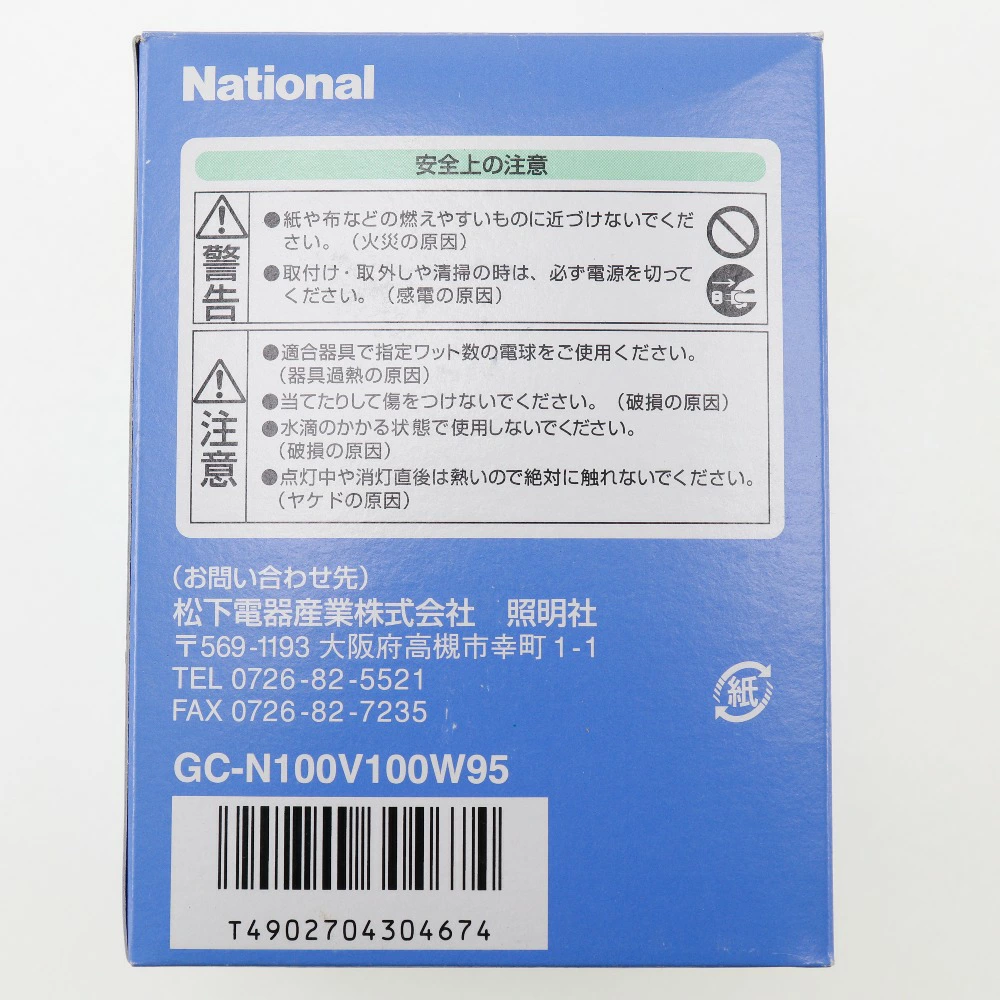 National
安全上の注意
警告
●紙や布などの燃えやすいものに近づけないでくだ
さい。(火災の原因)
●取付け・取外しや清掃の時は、必ず電源を切って
ください。(感電の原因)
注意
●適合器具で指定ワット数の電球をご使用ください。
(器具過熱の原因)
●当てたりして傷をつけないでください。(破損の原因)
●水滴のかかる状態で使用しないでください。
(破損の原因)
●点灯中や消灯直後は熱いので絶対に触れないでください。
(ヤケドの原因)
(お問い合わせ先)
松下電器産業株式会社 照明社
〒569-1193 大阪府高槻市幸町1-1
TEL 0726-82-5521
FAX 0726-82-7235
紙
GC-N100V100W95
T4902704304674